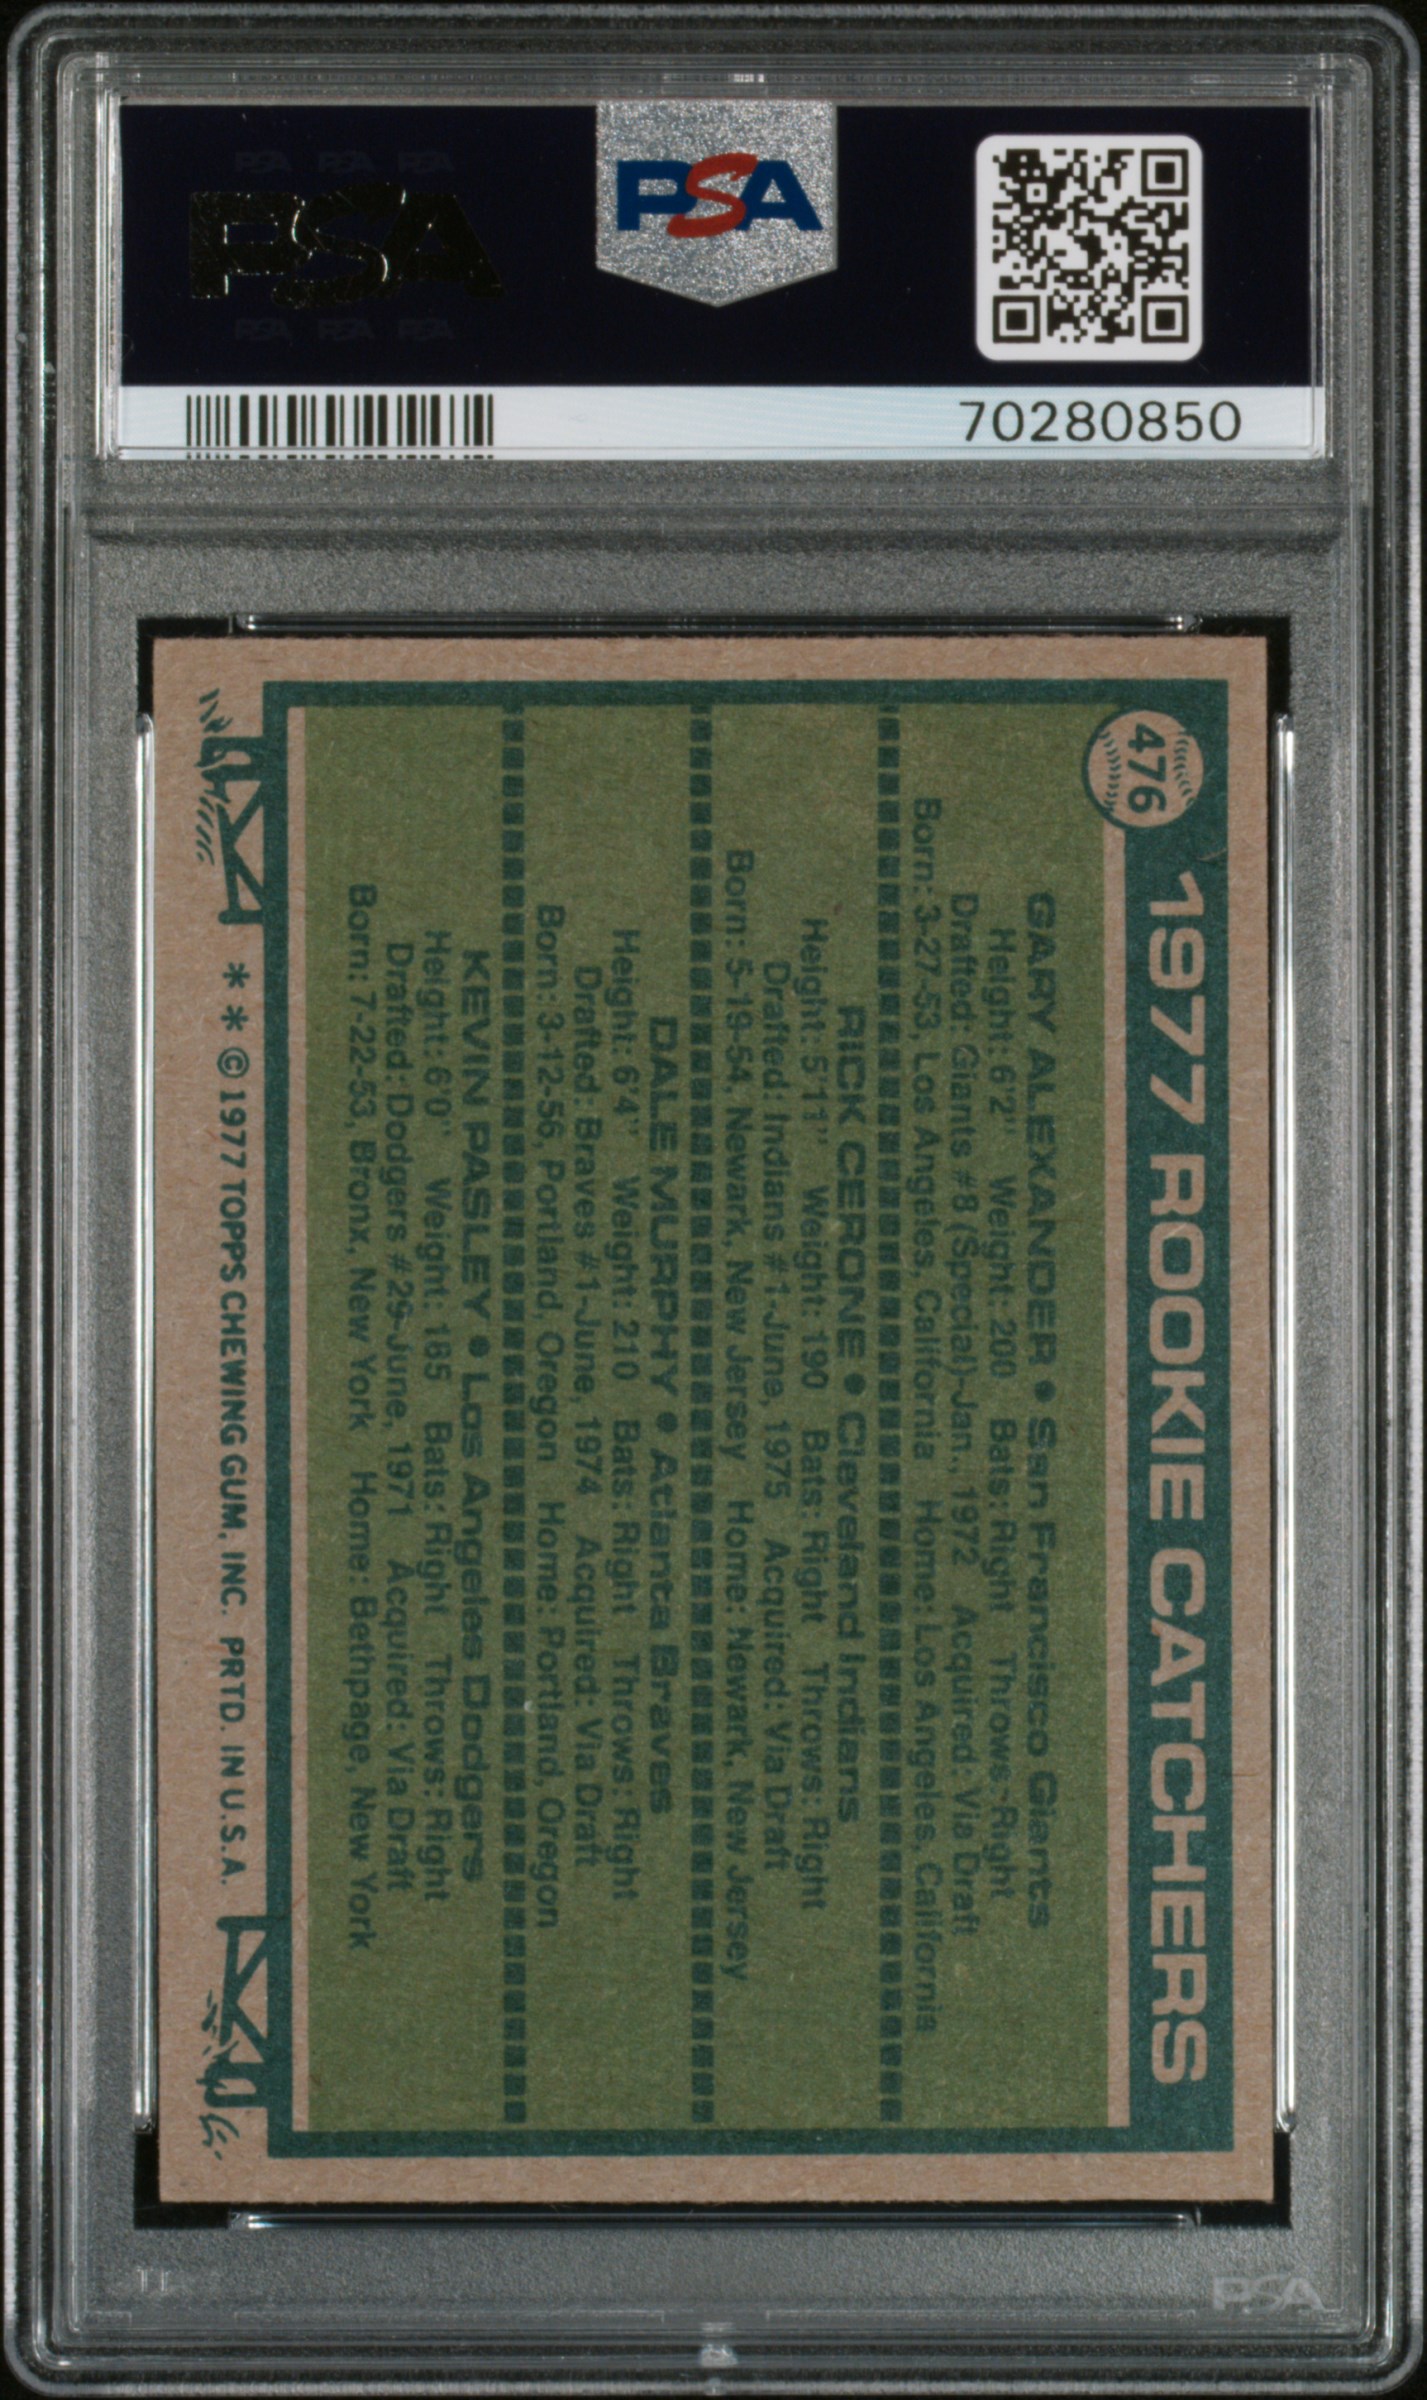 PSA PSA PSA
PSA
PSA PSA PSA
PSA
70280850
476
1977 ROOKIE CATCHERS
GARY ALEXANDER • San Francisco Giants
Height: 6'2" Weight: 200 Bats: Right Throws: Right
Drafted: Giants #8 (Special)-Jan., 1972 Acquired: Via Draft
Born: 3-27-53, Los Angeles, California Home: Los Angeles, California
RICK CERONE • Cleveland Indians
Height: 5'11" Weight: 190 Bats: Right Throws: Right
Drafted: Indians #1-June, 1975 Acquired: Via Draft
Born: 5-19-54, Newark, New Jersey Home: Newark, New Jersey
DALE MURPHY • Atlanta Braves
Height: 6'4" Weight: 210 Bats: Right Throws: Right
Drafted: Braves #1-June, 1974 Acquired: Via Draft
Born: 3-12-56, Portland, Oregon Home: Portland, Oregon
KEVIN PASLEY • Los Angeles Dodgers
Height: 6'0" Weight: 185 Bats: Right Throws: Right
Drafted: Dodgers #29-June, 1971 Acquired: Via Draft
Born: 7-22-53, Bronx, New York Home: Bethpage, New York
* * © 1977 TOPPS CHEWING GUM, INC. PRTD. IN U.S.A.
PSA